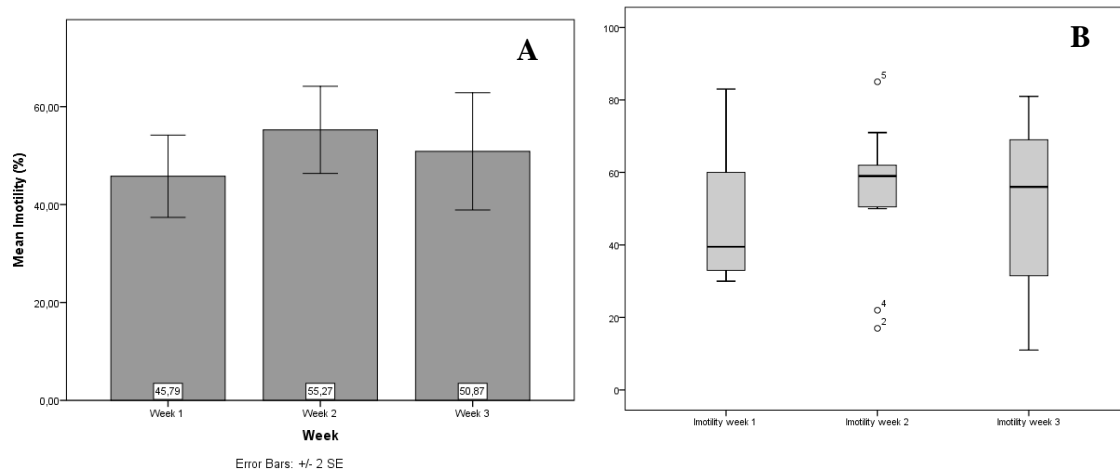 A
Mean Imotility (%)
60,00
40,00
20,00
0,00
45,79
55,27
50,87
Week 1
Week 2
Week 3
Week
Error Bars: +/- 2 SE
B
100
80
60
40
20
0
5
4
2
Imotility week 1
Imotility week 2
Imotility week 3